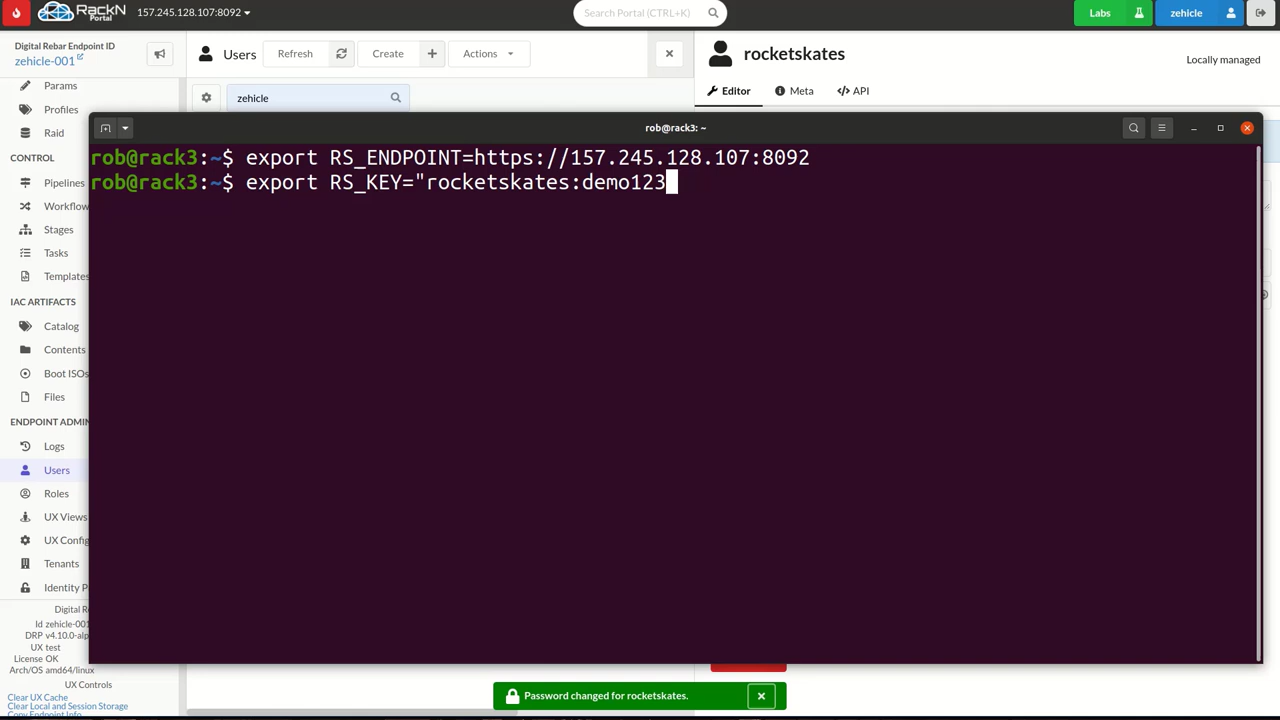 RackN
Portal
157.245.128.107:8092
Search Portal (CTRL+K)
Labs
zehicle
Digital Rebar Endpoint ID
zehicle-001
Users
Refresh
Create
Actions
rocketskates
Locally managed
zehicle
Editor
Meta
</> API
Params
Profiles
Raid
CONTROL
Pipelines
Workflow
Stages
Tasks
Templates
IAC ARTIFACTS
Catalog
Contents
Boot ISOs
Files
ENDPOINT ADMIN
Logs
Users
Roles
UX Views
UX Config
Tenants
Identity P
Digital Re
Id zehicle-001
DRP v4.10.0-alp
UX test
License OK
Arch/OS amd64/linux
UX Controls
Clear UX Cache
Clear Local and Session Storage
Copy Endpoint Info
rob@rack3: ~
rob@rack3:~$ export RS_ENDPOINT=https://157.245.128.107:8092
rob@rack3:~$ export RS_KEY="rocketskates:demo123
Password changed for rocketskates.